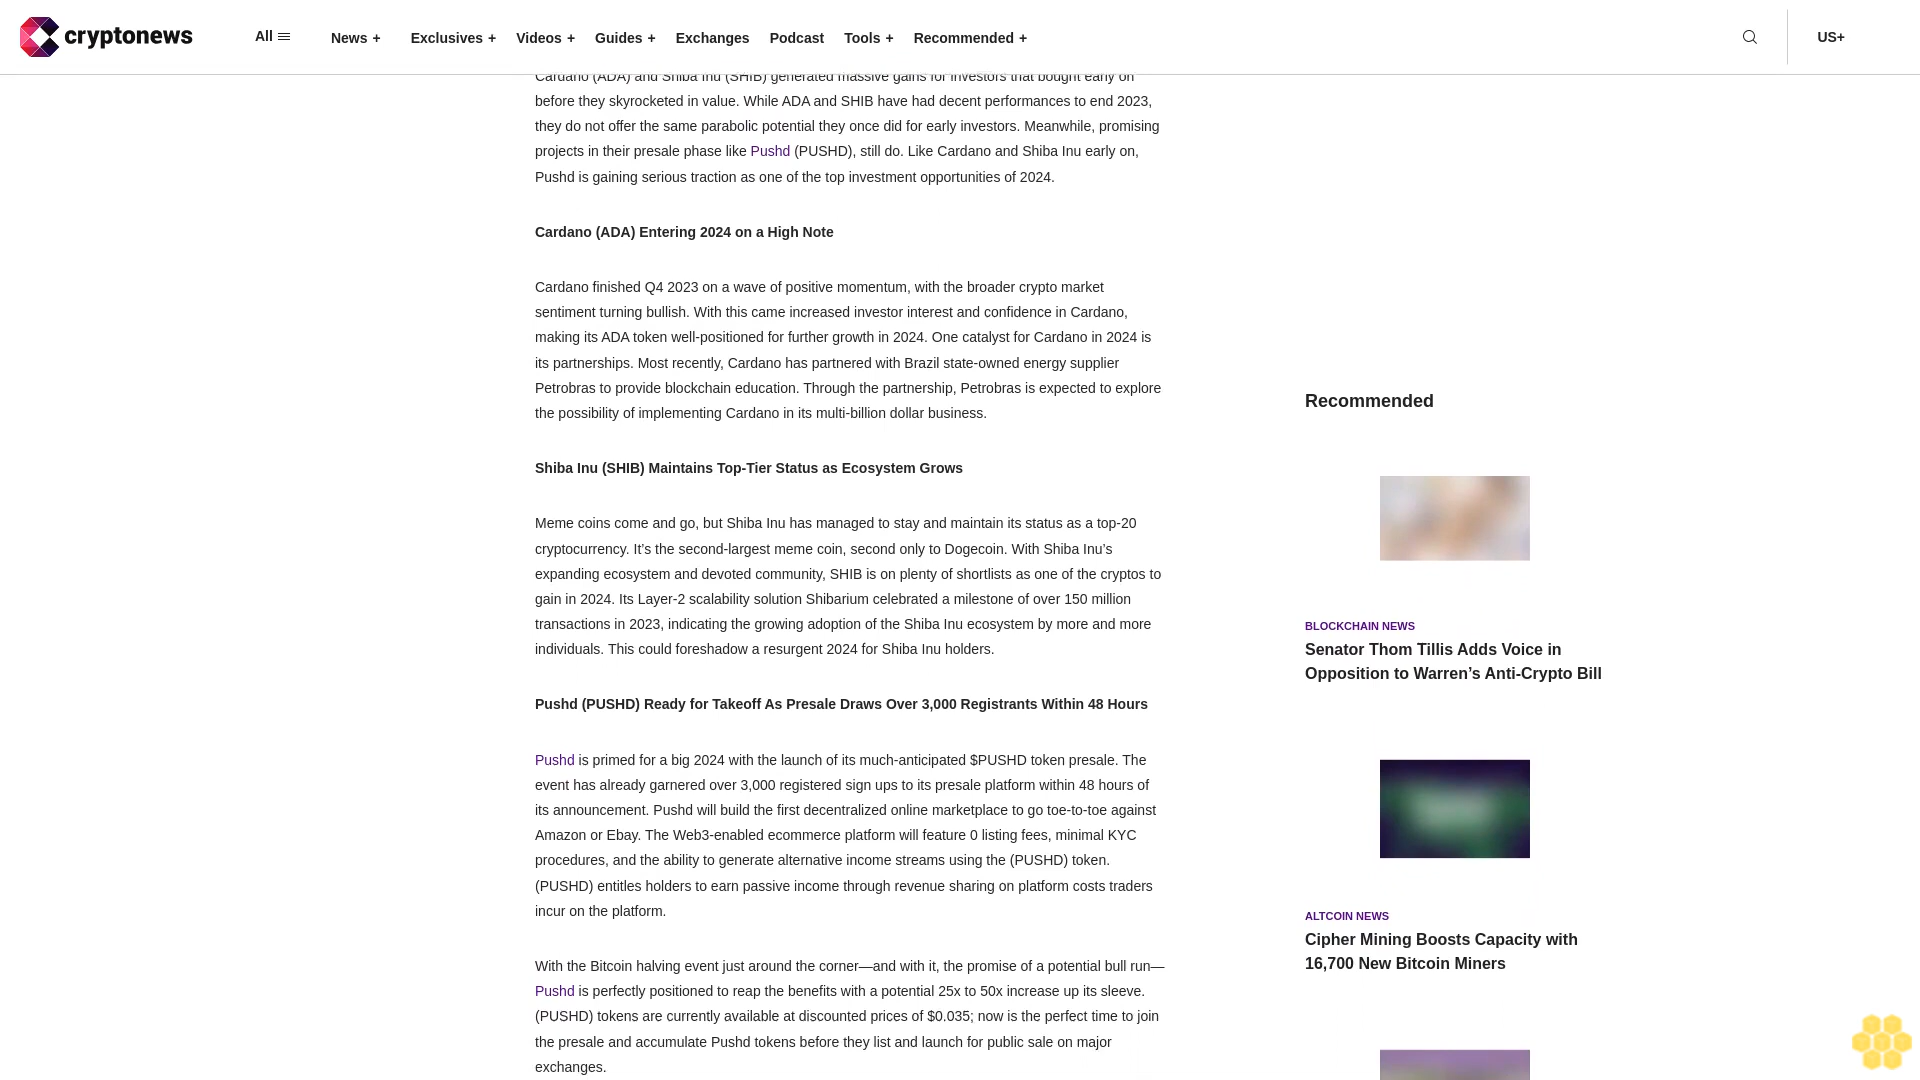 cryptonews
All
News +
Exclusives +
Videos +
Guides +
Exchanges
Podcast
Tools +
Recommended +
US+
Cardano (ADA) and Shiba Inu (SHIB) generated massive gains for investors that bought early on
before they skyrocketed in value. While ADA and SHIB have had decent performances to end 2023,
they do not offer the same parabolic potential they once did for early investors. Meanwhile, promising
projects in their presale phase like Pushd (PUSHD), still do. Like Cardano and Shiba Inu early on,
Pushd is gaining serious traction as one of the top investment opportunities of 2024.
Cardano (ADA) Entering 2024 on a High Note
Cardano finished Q4 2023 on a wave of positive momentum, with the broader crypto market
sentiment turning bullish. With this came increased investor interest and confidence in Cardano,
making its ADA token well-positioned for further growth in 2024. One catalyst for Cardano in 2024 is
its partnerships. Most recently, Cardano has partnered with Brazil state-owned energy supplier
Petrobras to provide blockchain education. Through the partnership, Petrobras is expected to explore
the possibility of implementing Cardano in its multi-billion dollar business.
Shiba Inu (SHIB) Maintains Top-Tier Status as Ecosystem Grows
Meme coins come and go, but Shiba Inu has managed to stay and maintain its status as a top-20
cryptocurrency. It’s the second-largest meme coin, second only to Dogecoin. With Shiba Inu’s
expanding ecosystem and devoted community, SHIB is on plenty of shortlists as one of the cryptos to
gain in 2024. Its Layer-2 scalability solution Shibarium celebrated a milestone of over 150 million
transactions in 2023, indicating the growing adoption of the Shiba Inu ecosystem by more and more
individuals. This could foreshadow a resurgent 2024 for Shiba Inu holders.
Pushd (PUSHD) Ready for Takeoff As Presale Draws Over 3,000 Registrants Within 48 Hours
Pushd is primed for a big 2024 with the launch of its much-anticipated $PUSHD token presale. The
event has already garnered over 3,000 registered sign ups to its presale platform within 48 hours of
its announcement. Pushd will build the first decentralized online marketplace to go toe-to-toe against
Amazon or Ebay. The Web3-enabled ecommerce platform will feature 0 listing fees, minimal KYC
procedures, and the ability to generate alternative income streams using the (PUSHD) token.
(PUSHD) entitles holders to earn passive income through revenue sharing on platform costs traders
incur on the platform.
With the Bitcoin halving event just around the corner—and with it, the promise of a potential bull run—
Pushd is perfectly positioned to reap the benefits with a potential 25x to 50x increase up its sleeve.
(PUSHD) tokens are currently available at discounted prices of $0.035; now is the perfect time to join
the presale and accumulate Pushd tokens before they list and launch for public sale on major
exchanges.
Recommended
BLOCKCHAIN NEWS
Senator Thom Tillis Adds Voice in
Opposition to Warren’s Anti-Crypto Bill
ALTCOIN NEWS
Cipher Mining Boosts Capacity with
16,700 New Bitcoin Miners